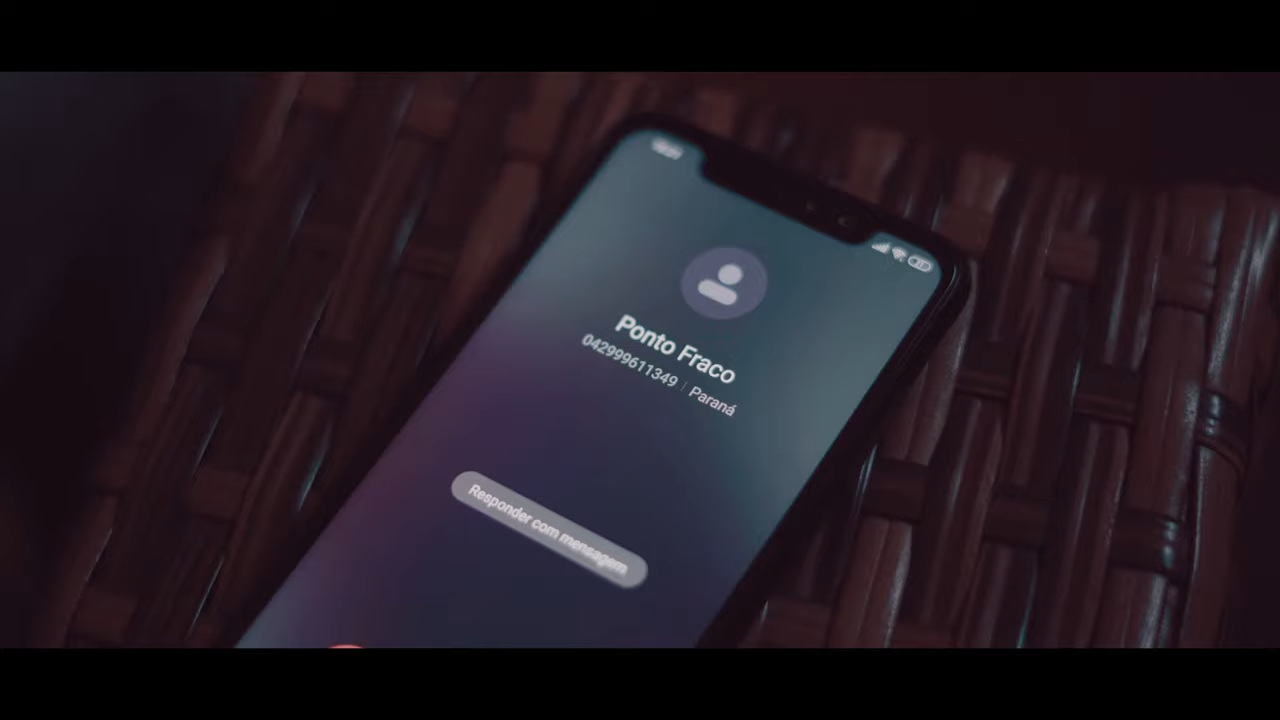 Ponto Fraco
042999611349 | Paraná
Responder com mensagem